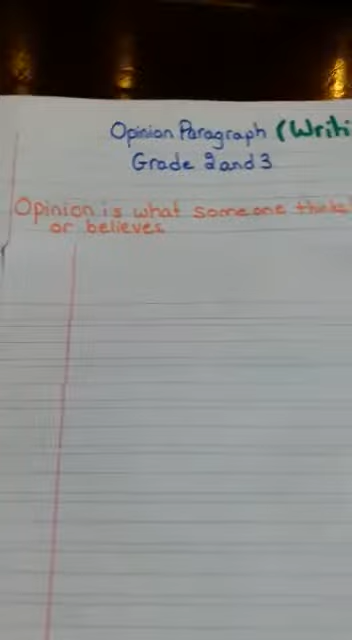 Opinion Paragraph (Writi
Grade 2 and 3
Opinion is what someone thinks
or believes